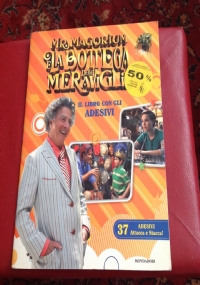 MR. MAGORIUM
E LA BOTTEGA
DELLE
MERAVIGLIE
50%
IL LIBRO CON GLI
ADESIVI
37 ADESIVI
Attacca e Stacca!
MONDADORI